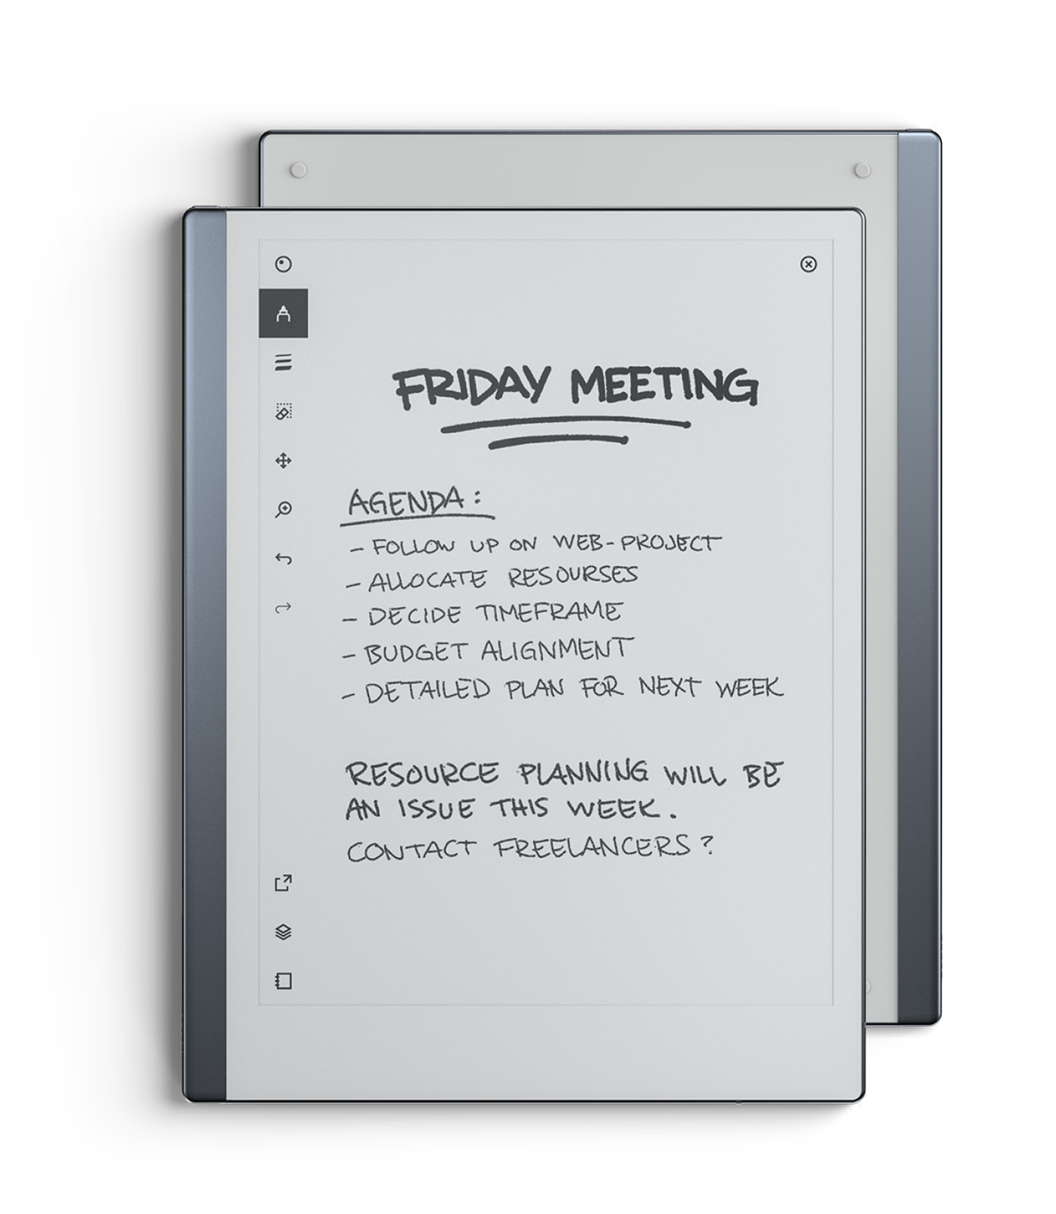 FRIDAY MEETING
AGENDA:
- FOLLOW UP ON WEB-PROJECT
- ALLOCATE RESOURSES
- DECIDE TIMEFRAME
- BUDGET ALIGNMENT
- DETAILED PLAN FOR NEXT WEEK
RESOURCE PLANNING WILL BE
AN ISSUE THIS WEEK.
CONTACT FREELANCERS?